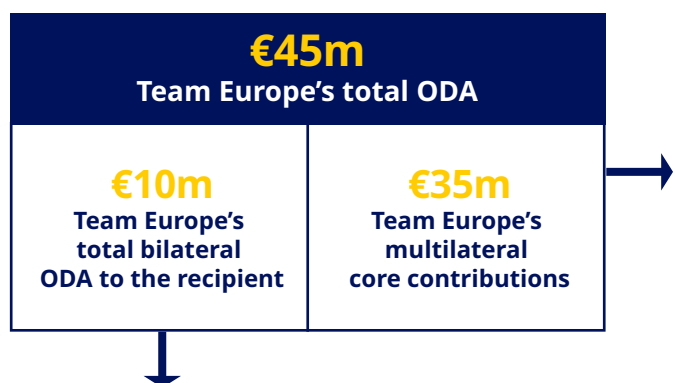 €45m
Team Europe’s total ODA
€10m
Team Europe’s
total bilateral
ODA to the recipient
€35m
Team Europe’s
multilateral
core contributions